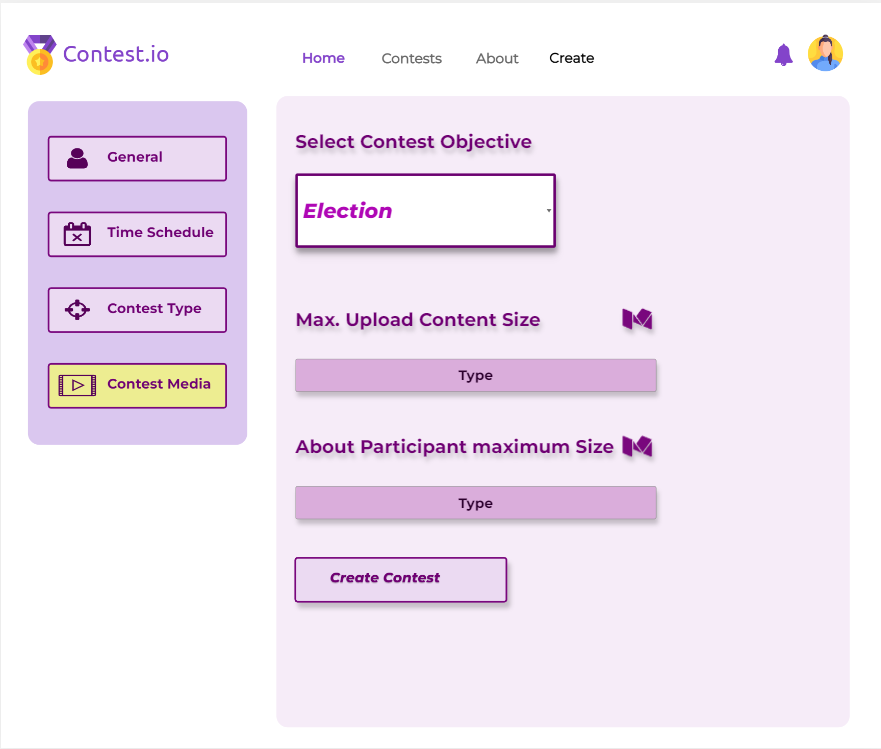 Contest.io
Home
Contests
About
Create
General
Time Schedule
Contest Type
Contest Media
Select Contest Objective
Election
Max. Upload Content Size
Type
About Participant maximum Size
Type
Create Contest